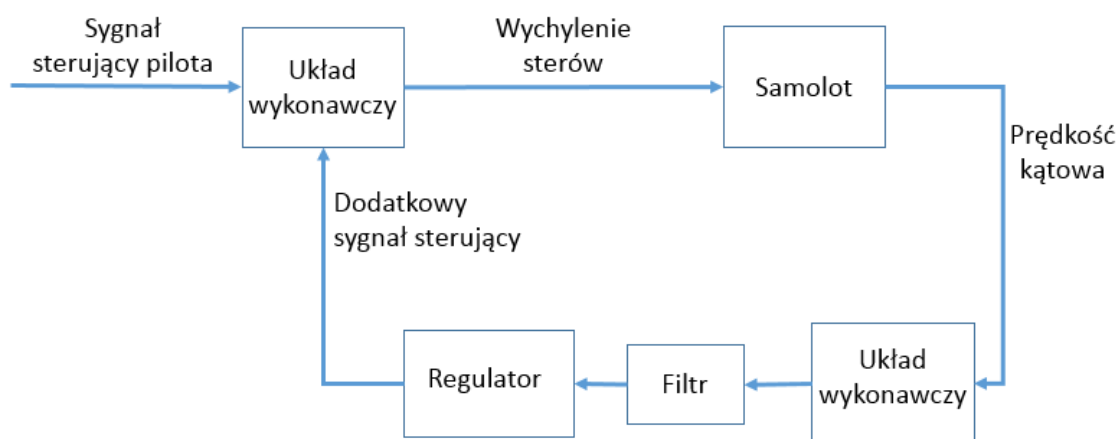 Sygnał
sterujący pilota
Układ
wykonawczy
Wychylenie
sterów
Samolot
Prędkość
kątowa
Dodatkowy
sygnał sterujący
Regulator
Filtr
Układ
wykonawczy